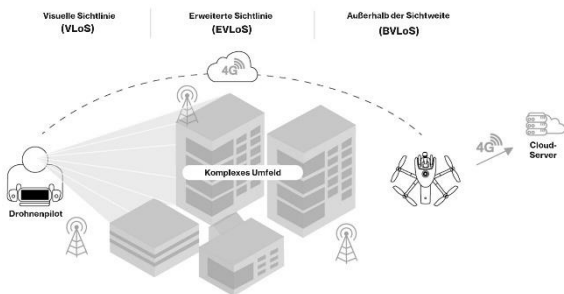 Visuelle Sichtlinie
(VLoS)
Erweiterte Sichtlinie
(EVLoS)
Außerhalb der Sichtweite
(BVLoS)
4G
Komplexes Umfeld
Drohnenpilot
4G
Cloud-
Server